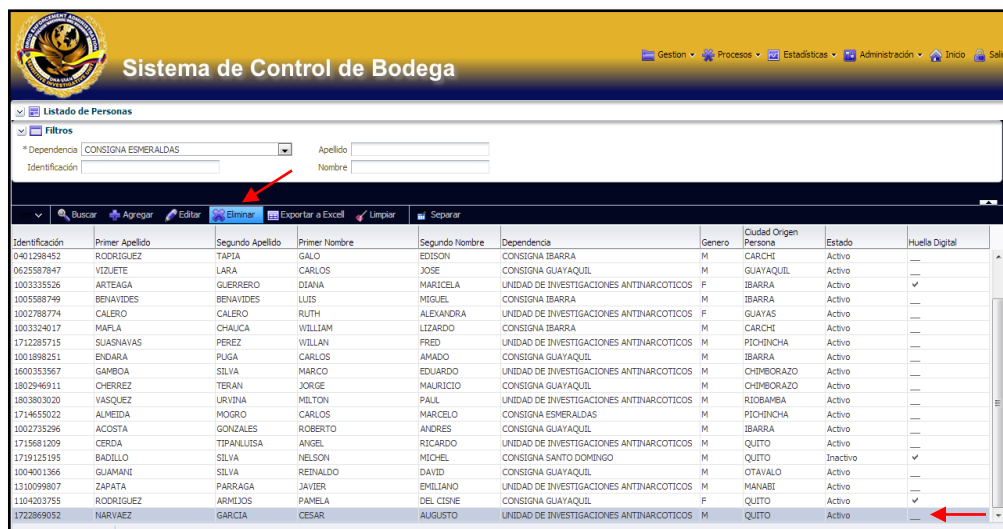 Sistema de Control de Bodega
Gestion Procesos Estadísticas Administración Inicio
Listado de Personas
Filtros
* Dependencia CONSIGNA ESMERALDAS Apellido
Identificación Nombre
Buscar Agregar Editar Eliminar Exportar a Excell Limpiar Separar
Identificación Primer Apellido Segundo Apellido Primer Nombre Segundo Nombre Dependencia Genero Ciudad Origen Persona Estado Huella Digital
0401298452 RODRIGUEZ TAPIA GALO EDISON CONSIGNA IBARRA M CARCHI Activo
0625587847 VIZUETE LARA CARLOS JOSE CONSIGNA GUAYAQUIL M GUAYAQUIL Activo
1003335526 ARTEAGA GUERRERO DIANA MARICELA UNIDAD DE INVESTIGACIONES ANTINARCOTICOS F IBARRA Activo
1005588749 BENAVIDES BENAVIDES LUIS MIGUEL CONSIGNA IBARRA M IBARRA Activo
1002788774 CALERO CALERO RUTH ALEXANDRA UNIDAD DE INVESTIGACIONES ANTINARCOTICOS F GUAYAS Activo
1003324017 MAFLA CHAUCA WILLIAM LIZARDO CONSIGNA IBARRA M CARCHI Activo
1712285715 SUASNAVAS PEREZ WILLAN FRED UNIDAD DE INVESTIGACIONES ANTINARCOTICOS M PICHINCHA Activo
1001898251 ENDARA PUGA CARLOS AMADO CONSIGNA GUAYAQUIL M IBARRA Activo
1600353567 GAMBOA SILVA MARCO EDUARDO UNIDAD DE INVESTIGACIONES ANTINARCOTICOS M CHIMBORAZO Activo
1802946911 CHERREZ TERAN JORGE MAURICIO CONSIGNA GUAYAQUIL M CHIMBORAZO Activo
1803803020 VASQUEZ URVINA MILTON PAUL UNIDAD DE INVESTIGACIONES ANTINARCOTICOS M RIOBAMBA Activo
1714655022 ALMEIDA MOGRO CARLOS MARCELO CONSIGNA ESMERALDAS M PICHINCHA Activo
1002735296 ACOSTA GONZALES ROBERTO ANDRES CONSIGNA GUAYAQUIL M IBARRA Activo
1715681209 CERDA TIPANLUISA ANGEL RICARDO UNIDAD DE INVESTIGACIONES ANTINARCOTICOS M QUITO Activo
1719125195 BADILLO SILVA NELSON MICHEL CONSIGNA SANTO DOMINGO M QUITO Inactivo
1004001366 GUAMANI SILVA REINALDO DAVID CONSIGNA GUAYAQUIL M OTAVALO Activo
1310099807 ZAPATA PARRAGA JAVIER EMILIANO UNIDAD DE INVESTIGACIONES ANTINARCOTICOS M MANABI Activo
1104203755 RODRIGUEZ ARMIJOS PAMELA DEL CISNE CONSIGNA GUAYAQUIL F QUITO Activo
1722869052 NARVAEZ GARCIA CESAR AUGUSTO UNIDAD DE INVESTIGACIONES ANTINARCOTICOS M QUITO Activo